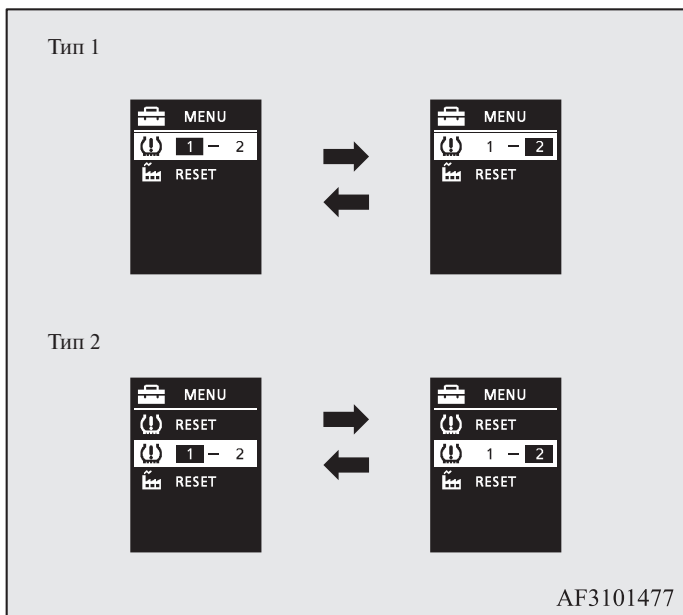 Тип 1
MENU
1 – 2
RESET
MENU
1 – 2
RESET
Тип 2
MENU
RESET
1 – 2
RESET
MENU
RESET
1 – 2
RESET
AF3101477